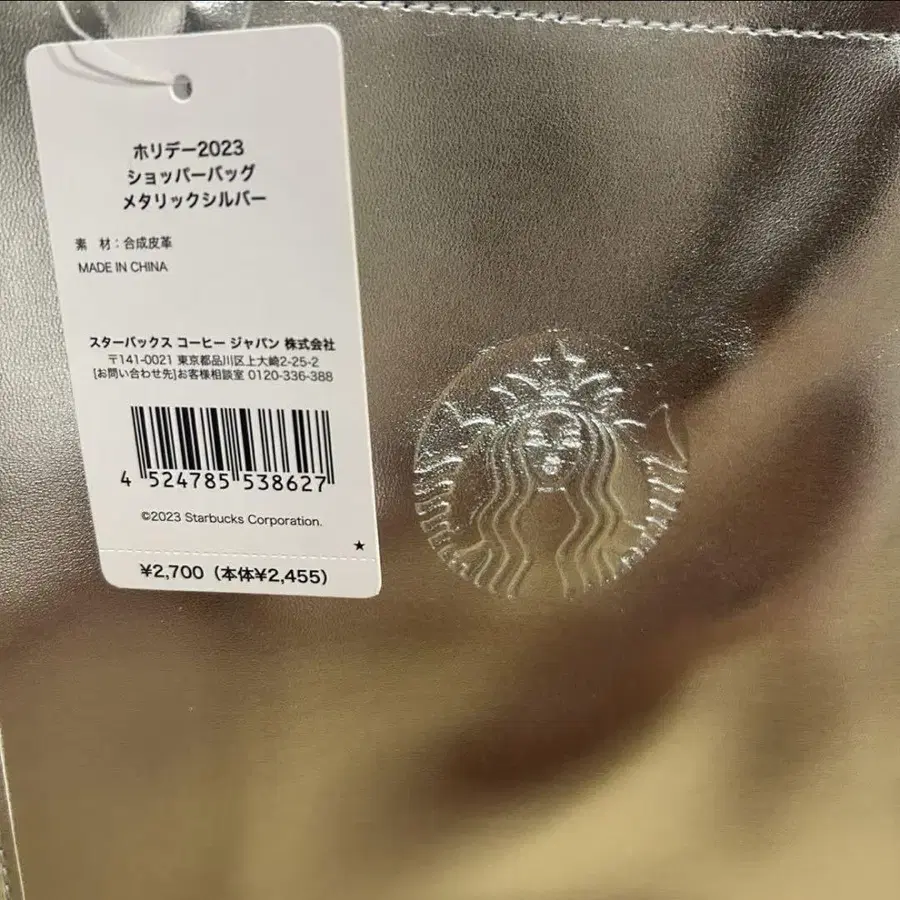 ホリデー2023
ショッパーバッグ
メタリックシルバー
素 材：合成皮革
MADE IN CHINA
スターバックス コーヒー ジャパン 株式会社
〒141-0021 東京都品川区上大崎2-25-2
[お問い合わせ先]お客様相談室 0120-336-388
4 524785 538627
©2023 Starbucks Corporation.
★
¥2,700（本体¥2,455）